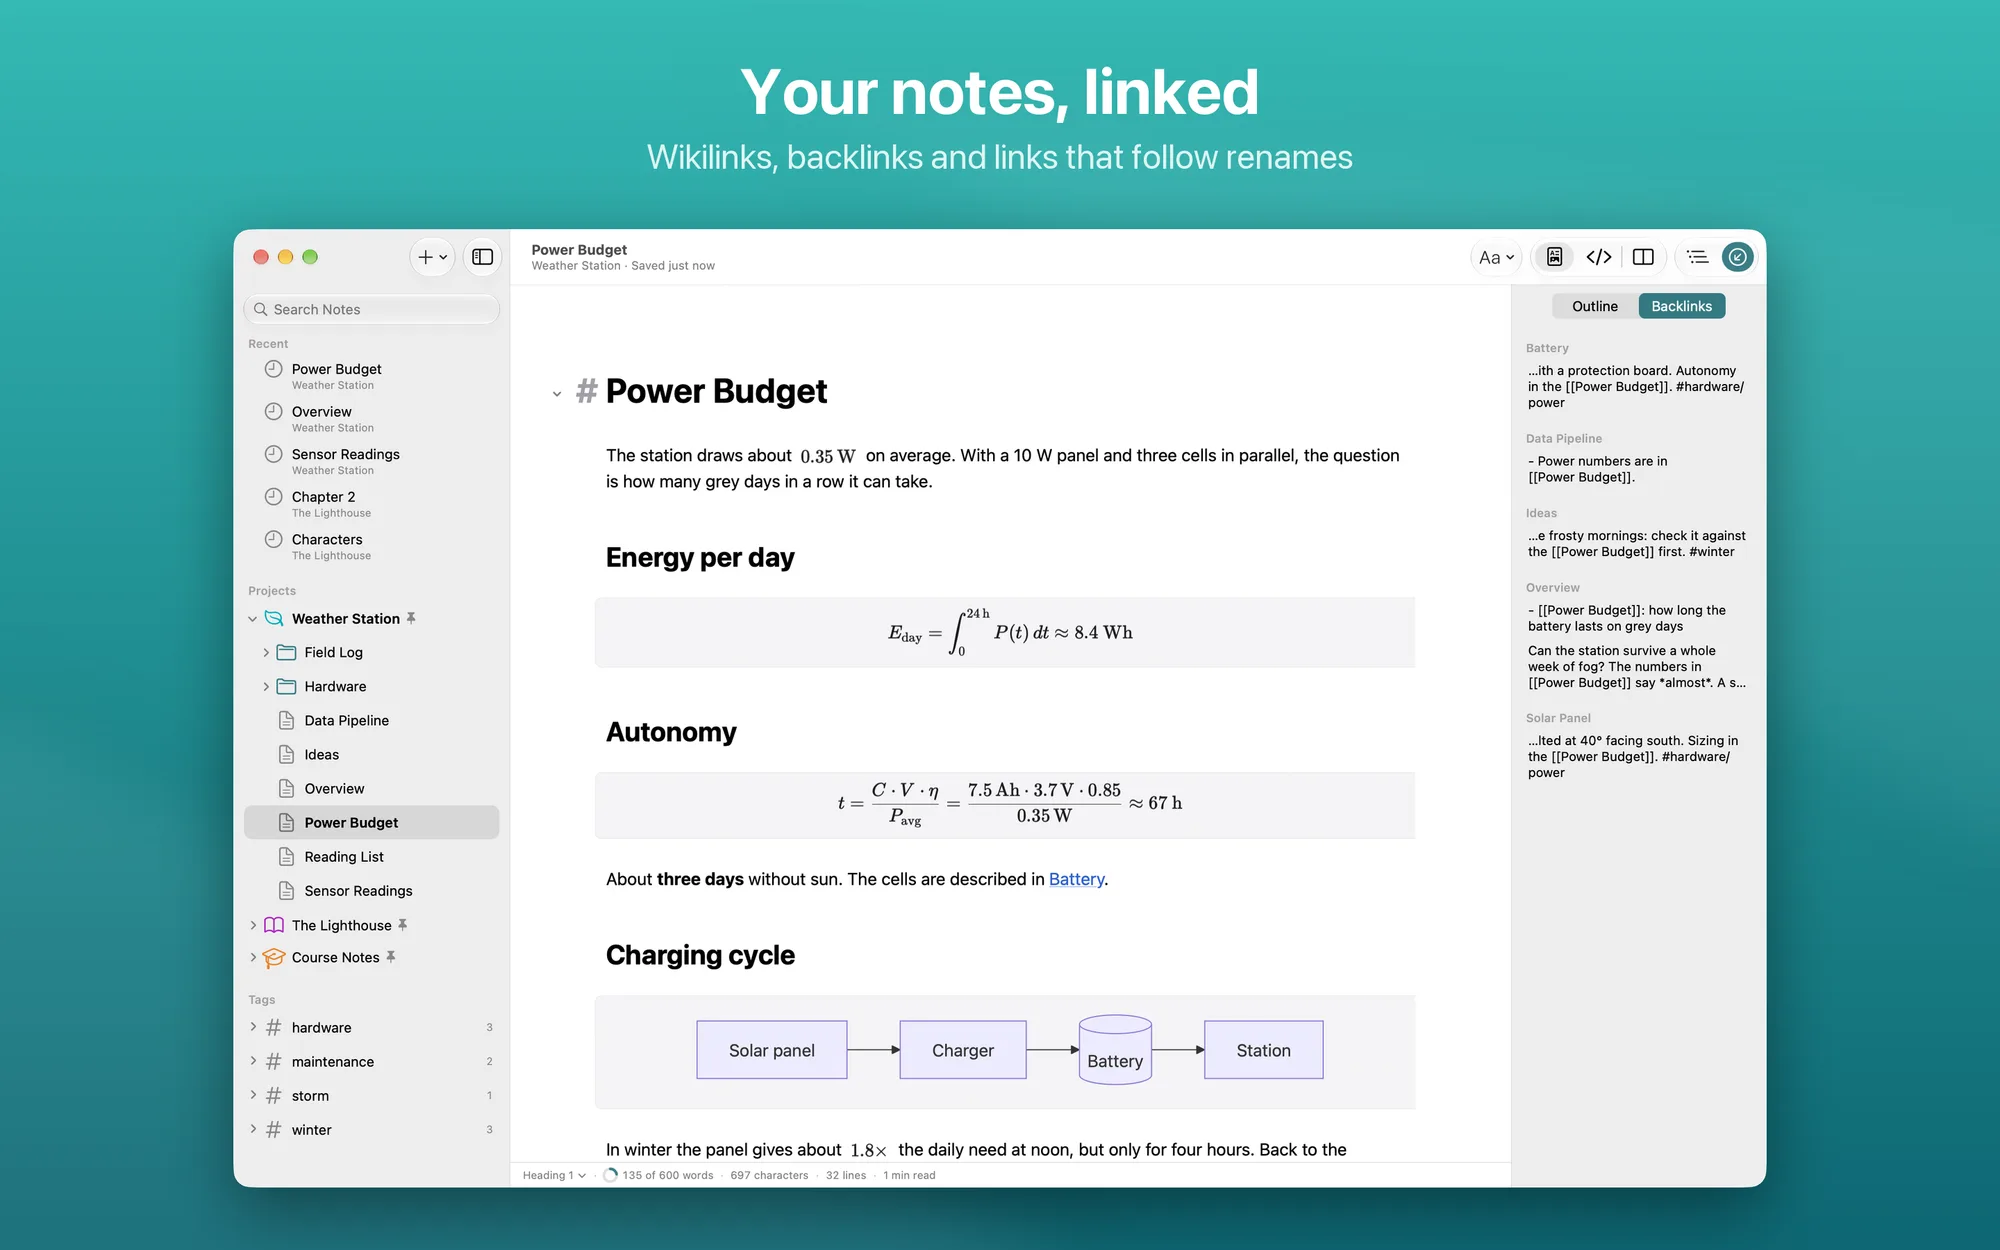 Your notes, linked
Wikilinks, backlinks and links that follow renames
Power Budget
Weather Station · Saved just now
Aa
Search Notes
Recent
Power Budget
Weather Station
Overview
Weather Station
Sensor Readings
Weather Station
Chapter 2
The Lighthouse
Characters
The Lighthouse
Projects
Weather Station
Field Log
Hardware
Data Pipeline
Ideas
Overview
Power Budget
Reading List
Sensor Readings
The Lighthouse
Course Notes
Tags
# hardware 3
# maintenance 2
# storm 1
# winter 3
# Power Budget
The station draws about 0.35 W on average. With a 10 W panel and three cells in parallel, the question
is how many grey days in a row it can take.
Energy per day
E_day = ∫_0^{24 h} P(t) dt ≈ 8.4 Wh
Autonomy
t = (C · V · η) / P_avg = (7.5 Ah · 3.7 V · 0.85) / 0.35 W ≈ 67 h
About three days without sun. The cells are described in Battery.
Charging cycle
Solar panel
Charger
Battery
Station
In winter the panel gives about 1.8× the daily need at noon, but only for four hours. Back to the
Heading 1 · 135 of 600 words · 697 characters · 32 lines · 1 min read
Outline
Backlinks
Battery
...ith a protection board. Autonomy
in the [[Power Budget]]. #hardware/
power
Data Pipeline
- Power numbers are in
[[Power Budget]].
Ideas
...e frosty mornings: check it against
the [[Power Budget]] first. #winter
Overview
- [[Power Budget]]: how long the
battery lasts on grey days
Can the station survive a whole
week of fog? The numbers in
[[Power Budget]] say *almost*. A s...
Solar Panel
...lted at 40° facing south. Sizing in
the [[Power Budget]]. #hardware/
power